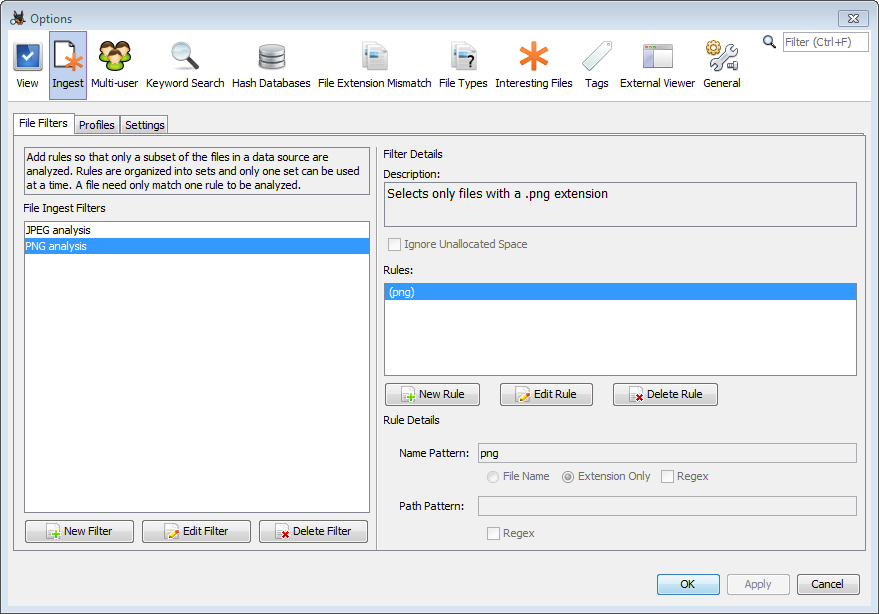 Options
Filter (Ctrl+F)
View
Ingest
Multi-user
Keyword Search
Hash Databases
File Extension Mismatch
File Types
Interesting Files
Tags
External Viewer
General
File Filters
Profiles
Settings
Add rules so that only a subset of the files in a data source are
analyzed. Rules are organized into sets and only one set can be used
at a time. A file need only match one rule to be analyzed.
File Ingest Filters
JPEG analysis
PNG analysis
New Filter
Edit Filter
Delete Filter
Filter Details
Description:
Selects only files with a .png extension
Ignore Unallocated Space
Rules:
(png)
New Rule
Edit Rule
Delete Rule
Rule Details
Name Pattern:
png
File Name
Extension Only
Regex
Path Pattern:
Regex
OK
Apply
Cancel